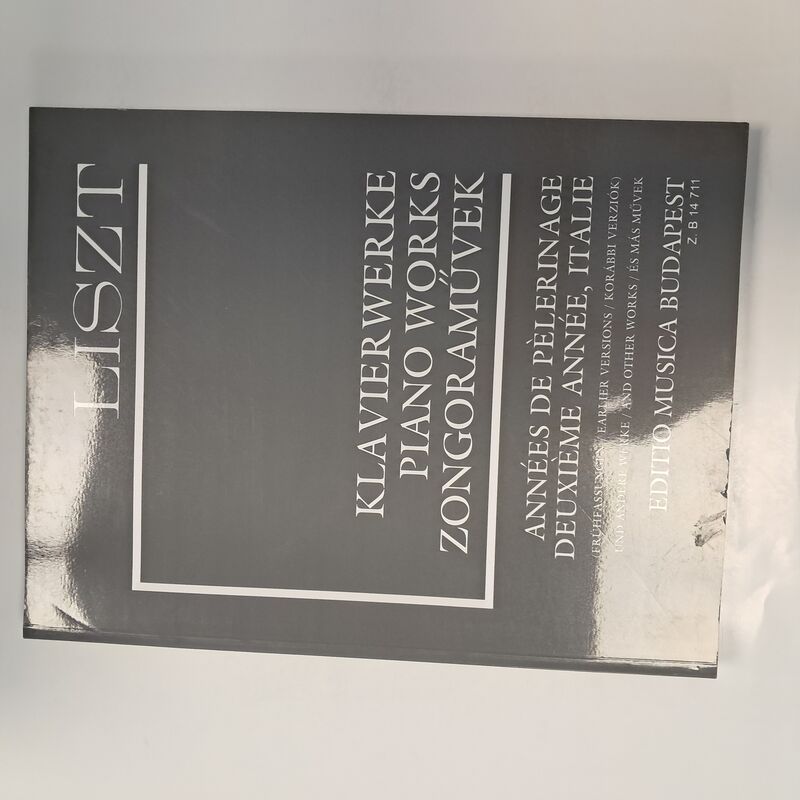 LISZT
KLAVIERWERKE
PIANO WORKS
ZONGORAMŰVEK
ANNÉES DE PÈLERINAGE
DEUXIÈME ANNÉE, ITALIE
(FRÜHFASSUNGEN / EARLIER VERSIONS / KORÁBBI VERZIÓK)
UND ANDERE WERKE / AND OTHER WORKS / ÉS MÁS MŰVEK
EDITIO MUSICA BUDAPEST
Z. B 14 711